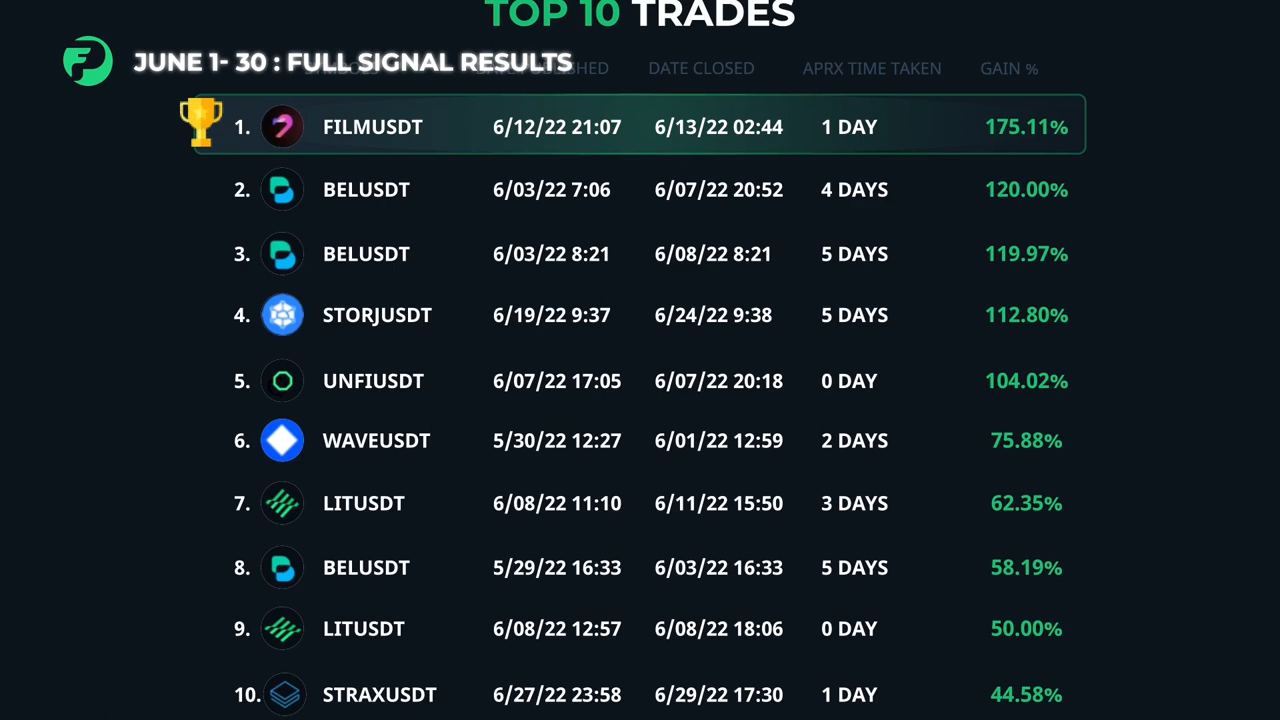 TOP 10 TRADES
JUNE 1- 30 : FULL SIGNAL RESULTS
DATE CLOSED APRX TIME TAKEN GAIN %
1. FILMUSDT 6/12/22 21:07 6/13/22 02:44 1 DAY 175.11%
2. BELUSDT 6/03/22 7:06 6/07/22 20:52 4 DAYS 120.00%
3. BELUSDT 6/03/22 8:21 6/08/22 8:21 5 DAYS 119.97%
4. STORJUSDT 6/19/22 9:37 6/24/22 9:38 5 DAYS 112.80%
5. UNFIUSDT 6/07/22 17:05 6/07/22 20:18 0 DAY 104.02%
6. WAVEUSDT 5/30/22 12:27 6/01/22 12:59 2 DAYS 75.88%
7. LITUSDT 6/08/22 11:10 6/11/22 15:50 3 DAYS 62.35%
8. BELUSDT 5/29/22 16:33 6/03/22 16:33 5 DAYS 58.19%
9. LITUSDT 6/08/22 12:57 6/08/22 18:06 0 DAY 50.00%
10. STRAXUSDT 6/27/22 23:58 6/29/22 17:30 1 DAY 44.58%